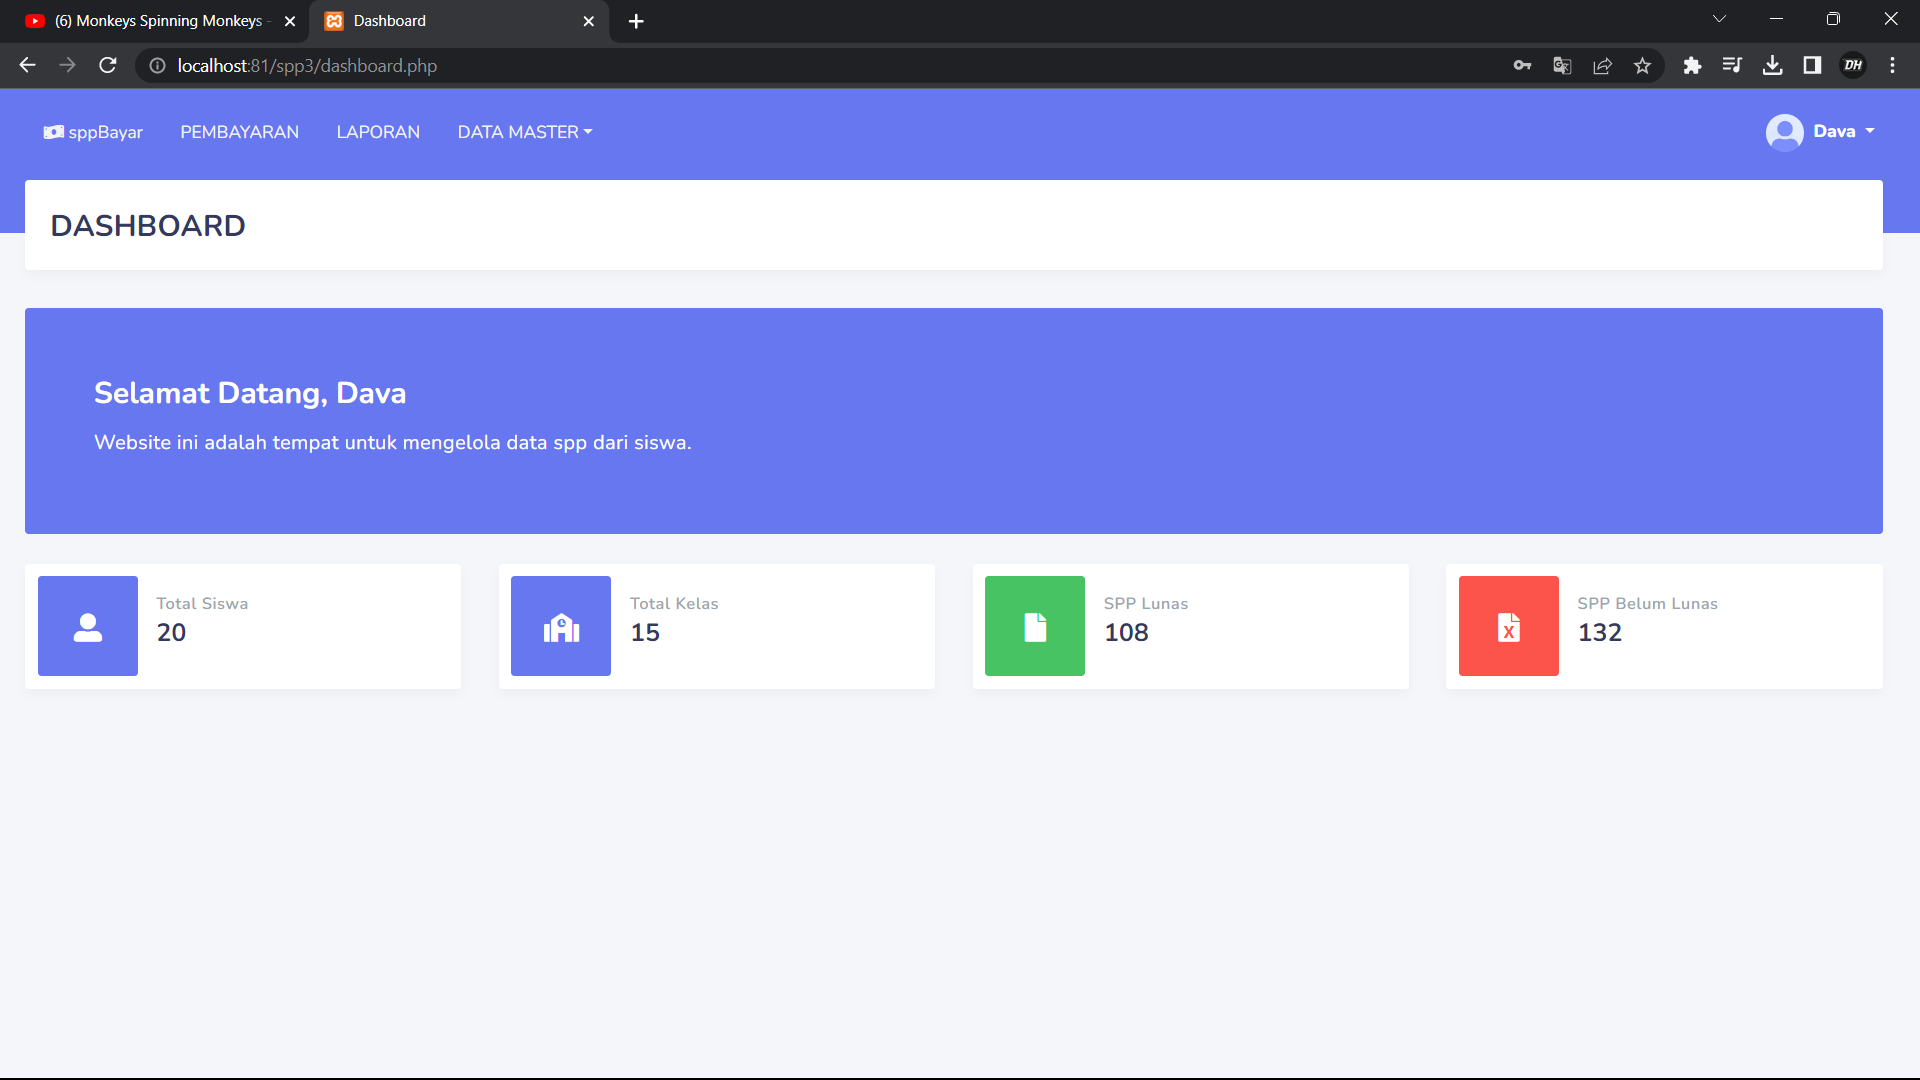 (6) Monkeys Spinning Monkeys -
Dashboard
localhost:81/spp3/dashboard.php
DH
sppBayar
PEMBAYARAN
LAPORAN
DATA MASTER
Dava
DASHBOARD
Selamat Datang, Dava
Website ini adalah tempat untuk mengelola data spp dari siswa.
Total Siswa
20
Total Kelas
15
SPP Lunas
108
X
SPP Belum Lunas
132